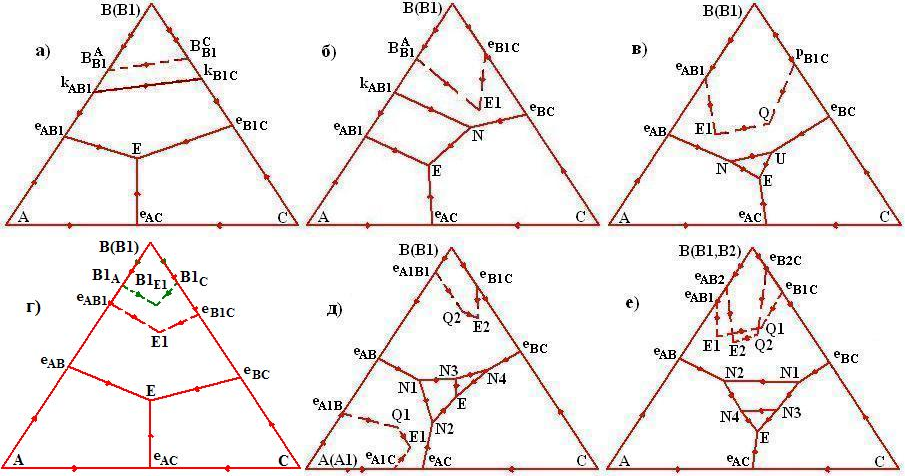 B(B1)
а)
B^A_B1
B^C_B1
k_AB1
k_B1C
e_AB1
e_B1C
E
A
e_AC
C
B(B1)
б)
e_B1C
B^A_B1
k_AB1
E1
e_BC
e_AB1
N
E
A
e_AC
C
B(B1)
в)
p_B1C
e_AB1
E1
Q
e_BC
e_AB
N
U
E
A
e_AC
C
B(B1)
г)
B1_A
B1_E1
B1_C
e_AB1
e_B1C
E1
e_AB
e_BC
E
A
e_AC
C
B(B1)
д)
e_A1B1
e_B1C
Q2
E2
e_AB
e_BC
N1
N3
N4
E
e_A1B
Q1
N2
E1
A(A1)
e_A1C
e_AC
C
B(B1,B2)
е)
e_B2C
e_AB2
e_AB1
e_B1C
E1
E2
Q1
Q2
e_AB
e_BC
N2
N1
N4
N3
E
A
e_AC
C